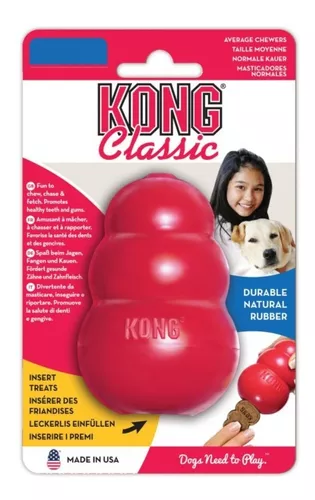 AVERAGE CHEWERS
TAILLE MOYENNE
NORMALE KAUER
MASTICADORES
NORMALES
KONG
Classic
Fun to
chew, chase &
fetch. Promotes
healthy teeth and gums.
Amusant à mâcher,
à chasser et à rapporter.
Favorise la santé des dents
et des gencives.
Spaß beim Jagen,
Fangen und Kauen.
Fördert gesunde
Zähne und Zahnfleisch.
Divertente da
masticare, inseguire o
riportare. Promuove
la salute di denti
e gengive.
KONG
DURABLE
NATURAL
RUBBER
INSERT
TREATS
INSÉRER DES
FRIANDISES
LECKERLIS EINFÜLLEN
INSERIRE I PREMI
MADE IN USA
Dogs Need to Play.